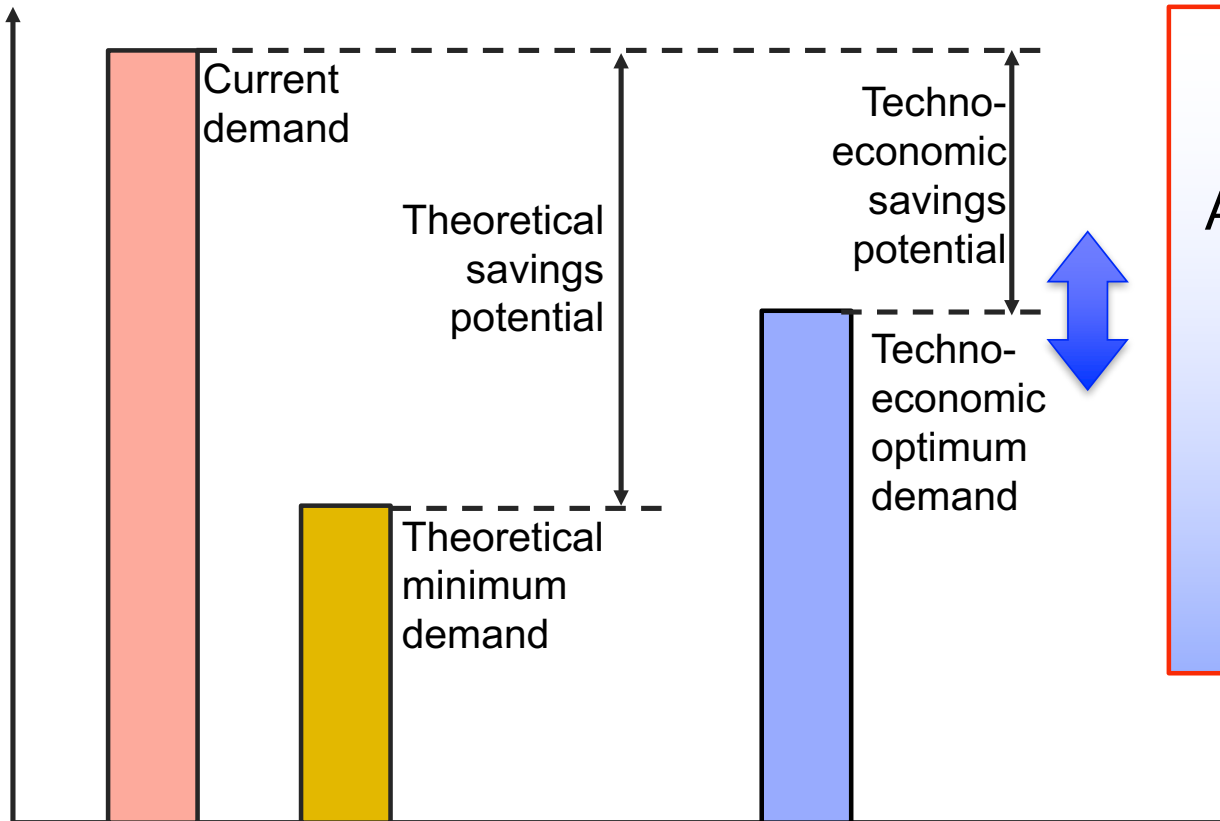 Current
demand
Theoretical
savings
potential
Techno-
economic
savings
potential
A
Theoretical
minimum
demand
Techno-
economic
optimum
demand